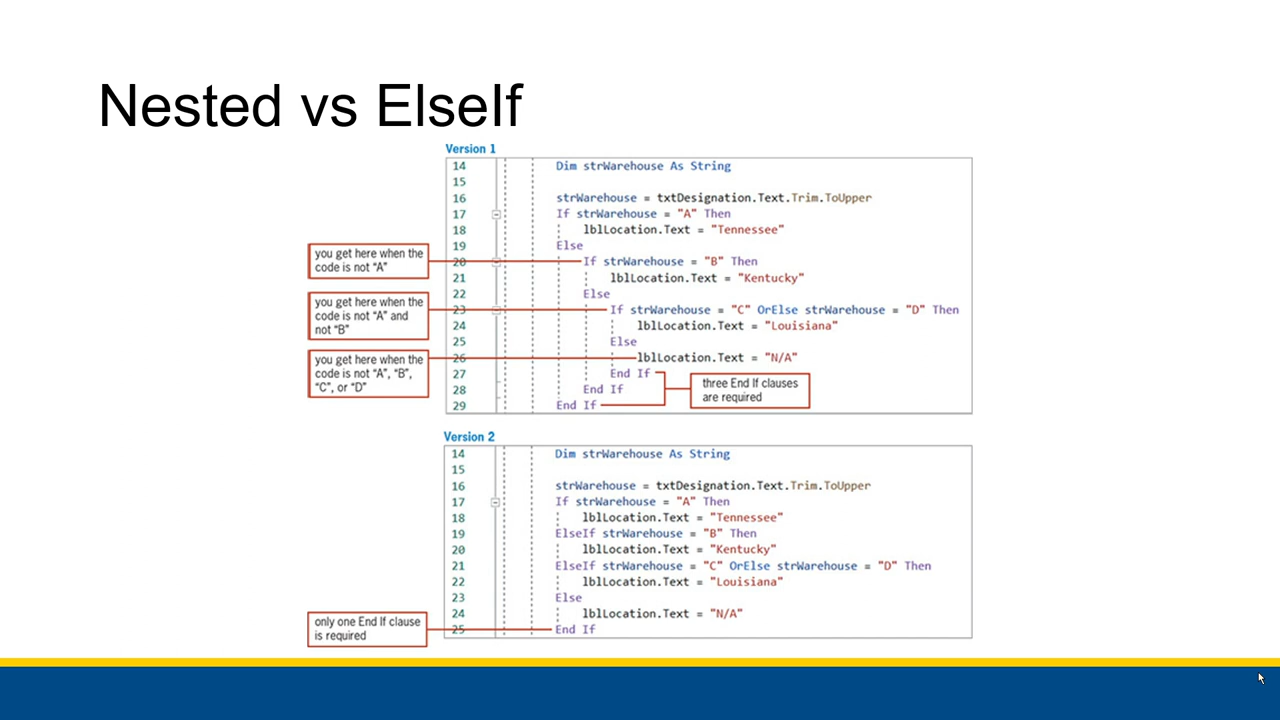 Nested vs ElseIf
Version 1
14 Dim strWarehouse As String
15
16 strWarehouse = txtDesignation.Text.Trim.ToUpper
17 If strWarehouse = "A" Then
18 lblLocation.Text = "Tennessee"
19 Else
you get here when the
code is not "A"
20 If strWarehouse = "B" Then
21 lblLocation.Text = "Kentucky"
22 Else
you get here when the
code is not "A" and
not "B"
23 If strWarehouse = "C" OrElse strWarehouse = "D" Then
24 lblLocation.Text = "Louisiana"
25 Else
you get here when the
code is not "A", "B",
"C", or "D"
26 lblLocation.Text = "N/A"
27 End If
28 End If
29 End If
three End If clauses
are required
Version 2
14 Dim strWarehouse As String
15
16 strWarehouse = txtDesignation.Text.Trim.ToUpper
17 If strWarehouse = "A" Then
18 lblLocation.Text = "Tennessee"
19 ElseIf strWarehouse = "B" Then
20 lblLocation.Text = "Kentucky"
21 ElseIf strWarehouse = "C" OrElse strWarehouse = "D" Then
22 lblLocation.Text = "Louisiana"
23 Else
24 lblLocation.Text = "N/A"
25 End If
only one End If clause
is required